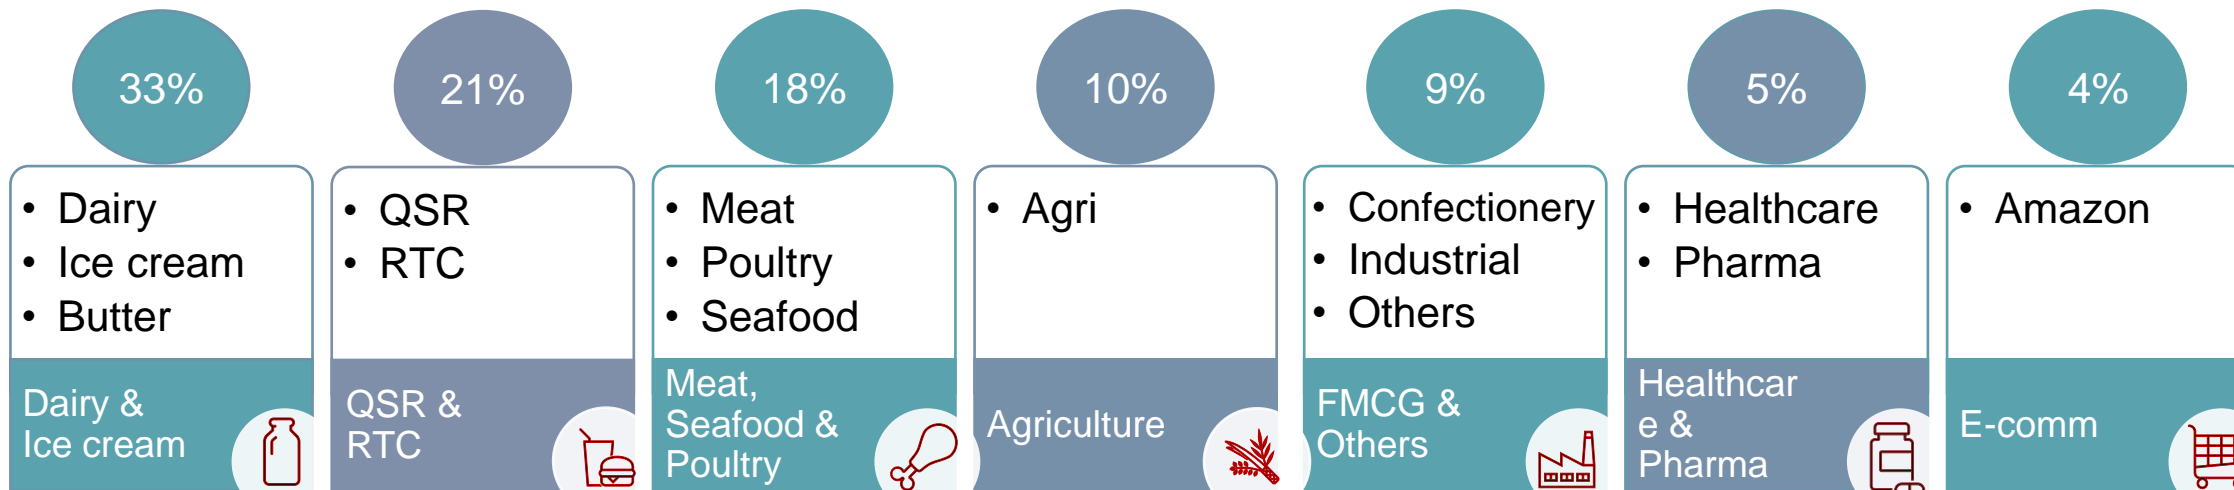 33%
• Dairy
• Ice cream
• Butter
Dairy &
Ice cream
21%
• QSR
• RTC
QSR &
RTC
18%
• Meat
• Poultry
• Seafood
Meat,
Seafood &
Poultry
10%
• Agri
Agriculture
9%
• Confectionery
• Industrial
• Others
FMCG &
Others
5%
• Healthcare
• Pharma
Healthcar
e &
Pharma
4%
• Amazon
E-comm